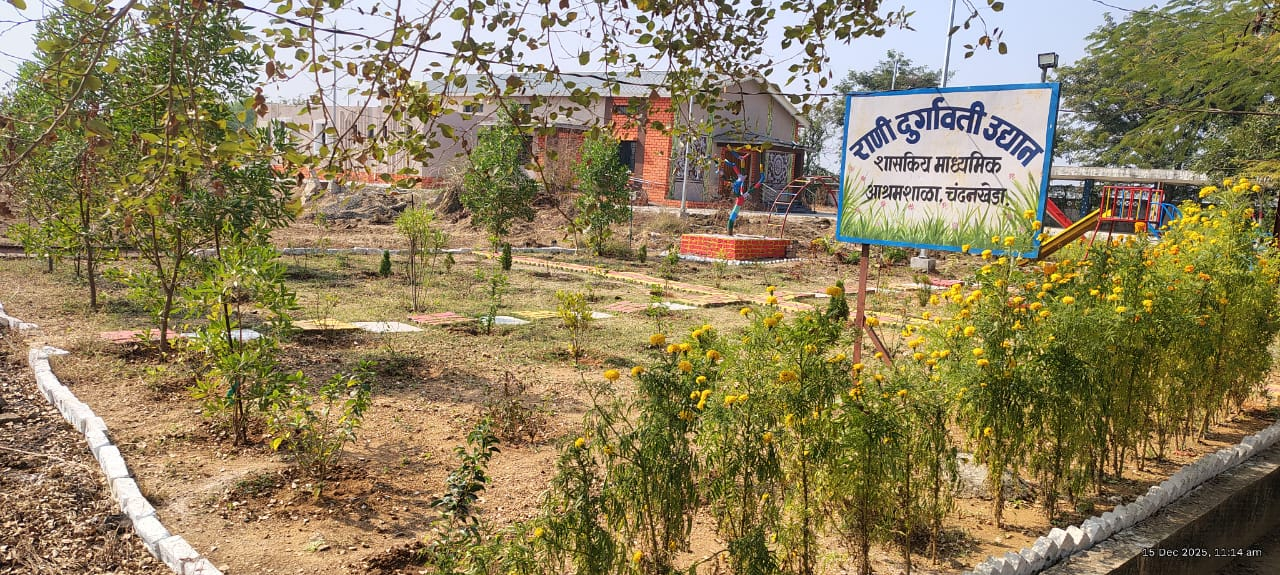 राणी दुर्गावती उद्यान
शासकिय माध्यमिक
आश्रमशाळा, चंदनखेडा
15 Dec 2025, 11:14 am